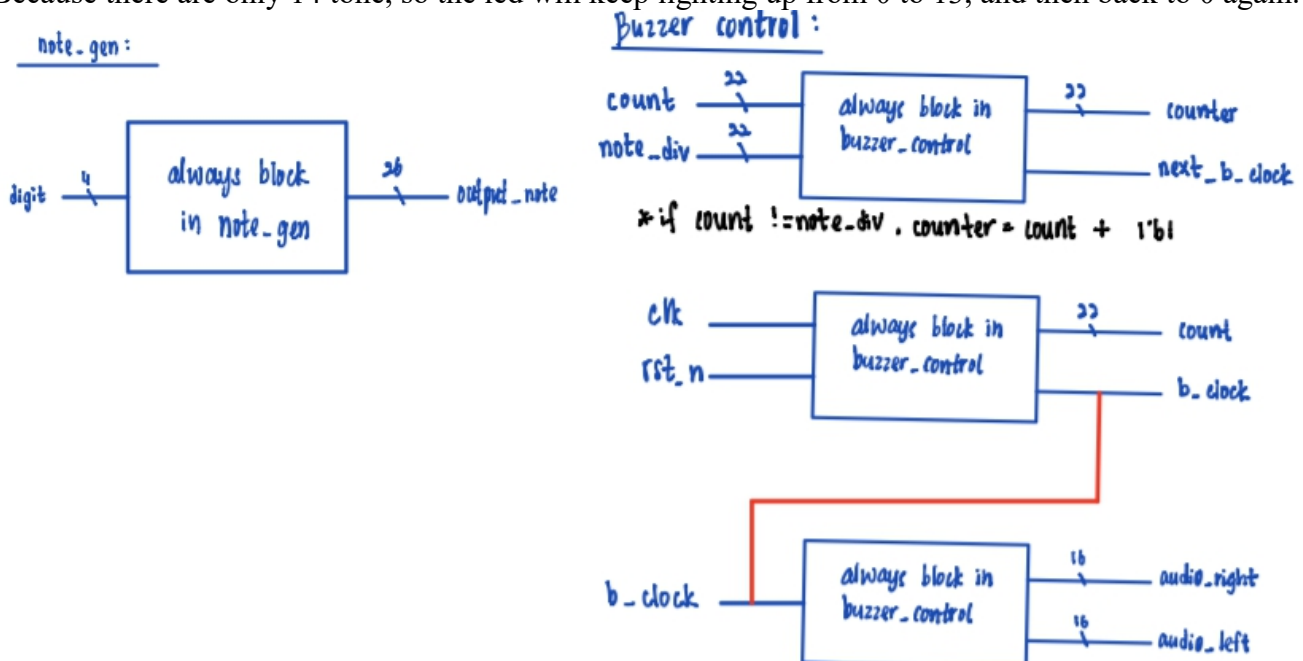 Because there are only 14 tone, so the led will keep lighting up from 0 to 13, and then back to 0 again.
note_gen:
digit
4
always block
in note_gen
26
output_note
Buzzer control:
count
22
note_div
22
always block in
buzzer_control
22
counter
next_b_clock
*if count !=note_div, counter = count + 1'b1
clk
rst_n
always block in
buzzer_control
22
count
b_clock
b_clock
always block in
buzzer_control
16
audio_right
16
audio_left